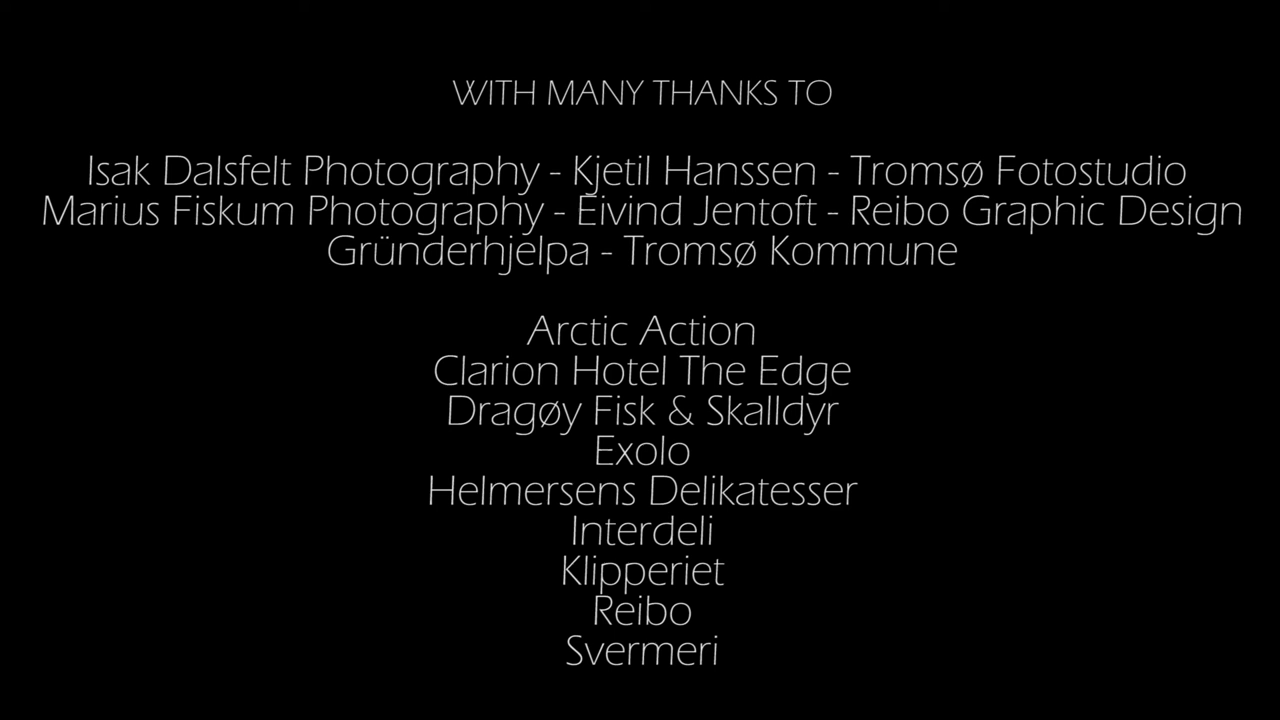 WITH MANY THANKS TO
Isak Dalsfelt Photography - Kjetil Hanssen - Tromsø Fotostudio
Marius Fiskum Photography - Eivind Jentoft - Reibo Graphic Design
Gründerhjelpa - Tromsø Kommune
Arctic Action
Clarion Hotel The Edge
Dragøy Fisk & Skalldyr
Exolo
Helmersens Delikatesser
Interdeli
Klipperiet
Reibo
Svermeri